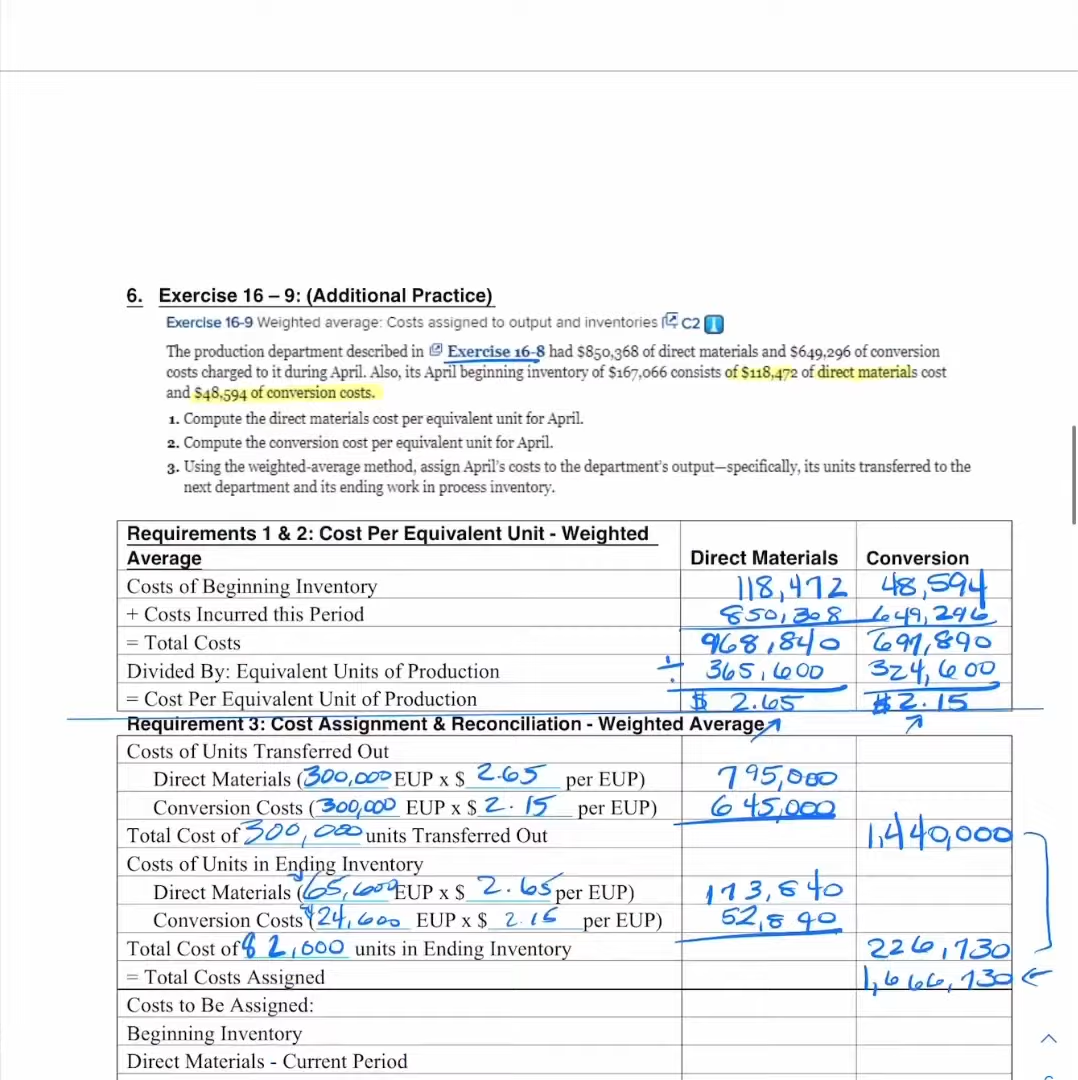 6. Exercise 16 – 9: (Additional Practice)
Exercise 16-9 Weighted average: Costs assigned to output and inventories C2
The production department described in Exercise 16-8 had $850,368 of direct materials and $649,296 of conversion
costs charged to it during April. Also, its April beginning inventory of $167,066 consists of $118,472 of direct materials cost
and $48,594 of conversion costs.
1. Compute the direct materials cost per equivalent unit for April.
2. Compute the conversion cost per equivalent unit for April.
3. Using the weighted-average method, assign April's costs to the department's output—specifically, its units transferred to the
next department and its ending work in process inventory.
Requirements 1 & 2: Cost Per Equivalent Unit - Weighted
Average Direct Materials Conversion
Costs of Beginning Inventory 118,472 48,594
+ Costs Incurred this Period 850,368 649,296
= Total Costs 968,840 697,890
Divided By: Equivalent Units of Production ÷ 365,600 324,600
= Cost Per Equivalent Unit of Production $ 2.65 $2.15
Requirement 3: Cost Assignment & Reconciliation - Weighted Average
Costs of Units Transferred Out
Direct Materials (300,000 EUP x $ 2.65 per EUP) 795,000
Conversion Costs (300,000 EUP x $ 2.15 per EUP) 645,000
Total Cost of 300,000 units Transferred Out 1,440,000
Costs of Units in Ending Inventory
Direct Materials (65,600 EUP x $ 2.65 per EUP) 173,840
Conversion Costs (24,600 EUP x $ 2.15 per EUP) 52,890
Total Cost of 82,000 units in Ending Inventory 226,730
= Total Costs Assigned 1,666,730
Costs to Be Assigned:
Beginning Inventory
Direct Materials - Current Period